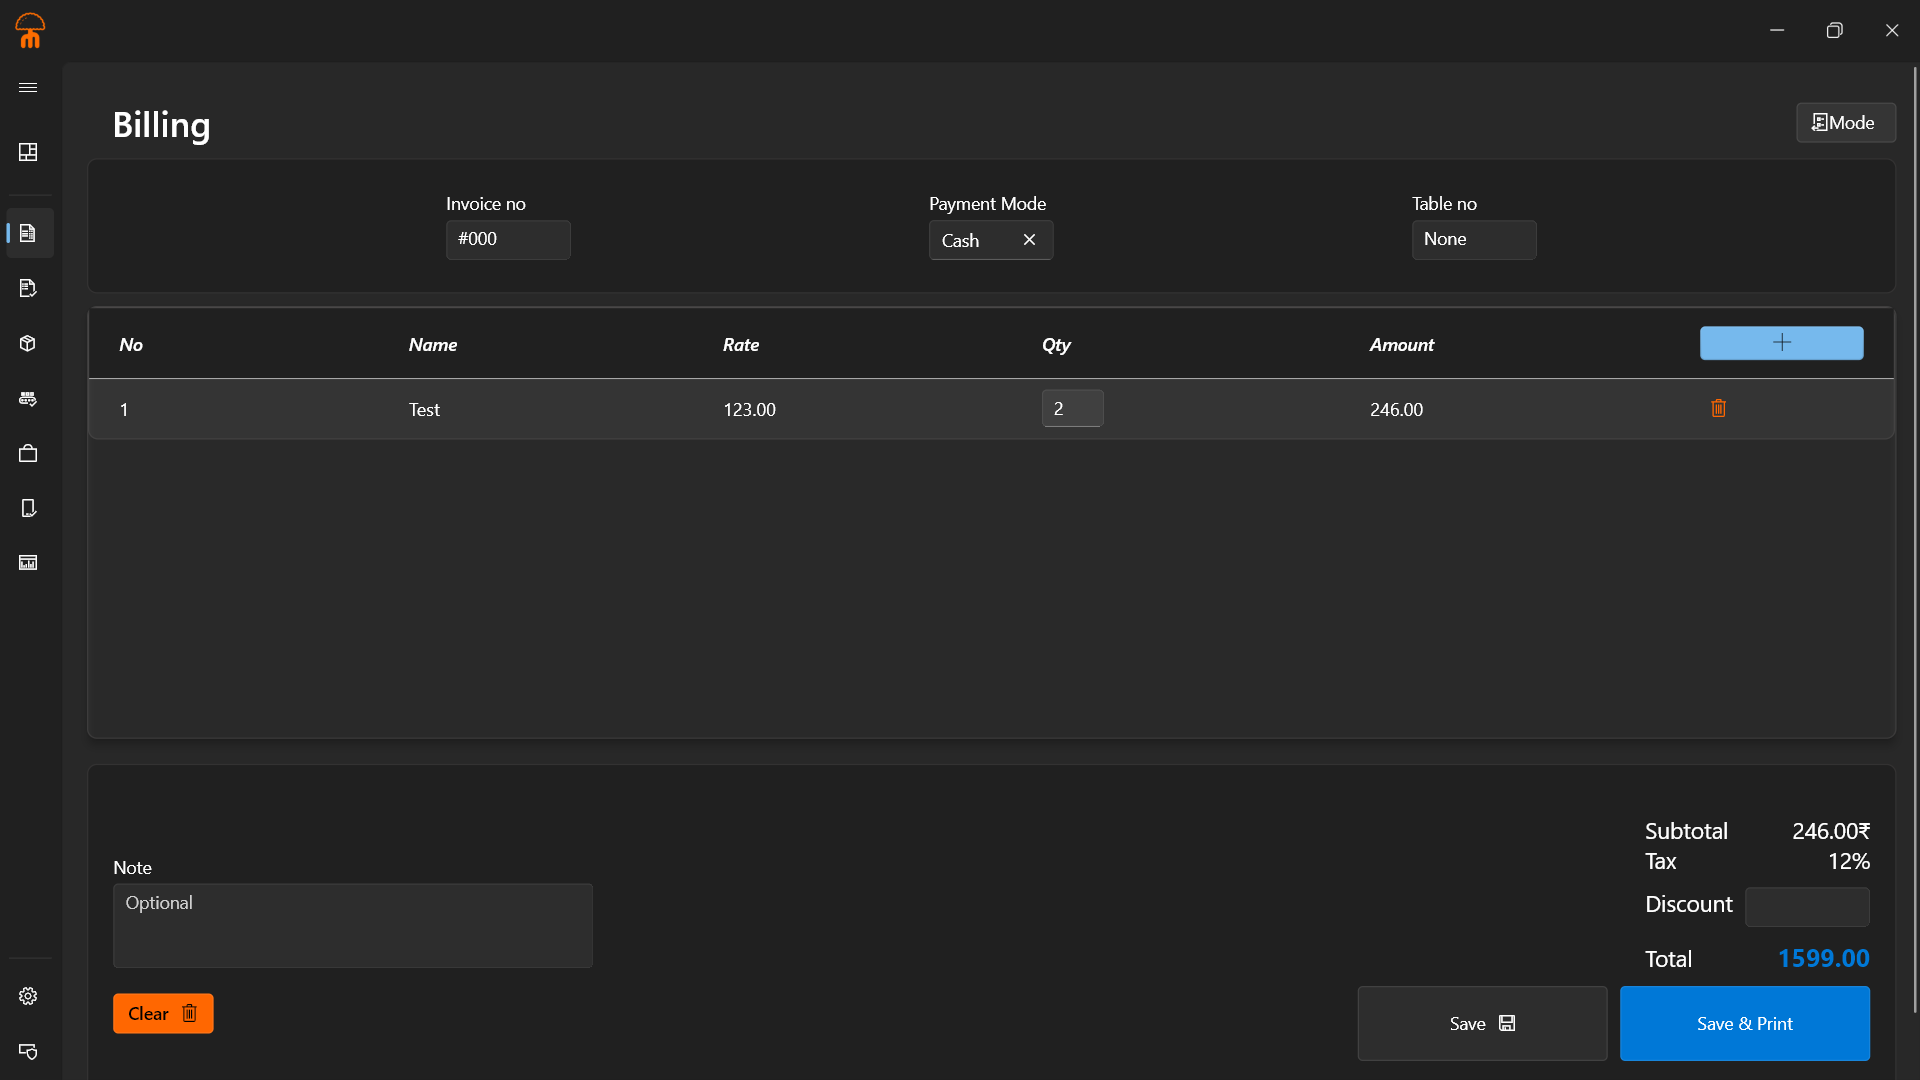 Billing
Mode
Invoice no
Payment Mode
Table no
#000
Cash
None
No Name Rate Qty Amount
1 Test 123.00 2 246.00
Subtotal 246.00₹
Tax 12%
Note
Optional
Discount
Total 1599.00
Clear
Save
Save & Print